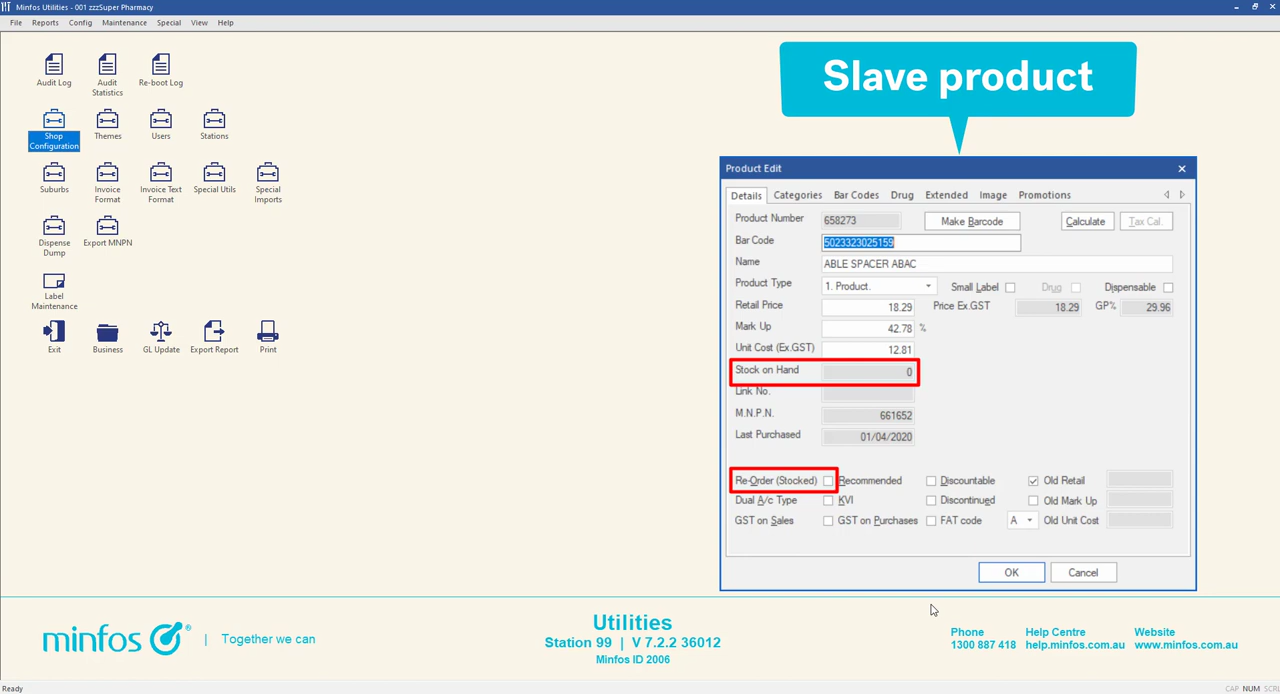 Minfos Utilities - 001 zzzSuper Pharmacy
File Reports Config Maintenance Special View Help
Audit Log
Audit Statistics
Re-boot Log
Shop Configuration
Themes
Users
Stations
Suburbs
Invoice Format
Invoice Text Format
Special Utils
Special Imports
Dispense Dump
Export MNPN
Label Maintenance
Exit
Business
GL Update
Export Report
Print
Slave product
Product Edit
Details Categories Bar Codes Drug Extended Image Promotions
Product Number 658273 Make Barcode Calculate Tax Cal.
Bar Code 5023323025159
Name ABLE SPACER ABAC
Product Type 1. Product. Small Label Drug Dispensable
Retail Price 18.29 Price Ex.GST 18.29 GP% 29.96
Mark Up 42.78 %
Unit Cost (Ex.GST) 12.81
Stock on Hand 0
Link No.
M.N.P.N. 661652
Last Purchased 01/04/2020
Re-Order (Stocked) Recommended Discountable Old Retail
Dual A/c Type KVI Discontinued Old Mark Up
GST on Sales GST on Purchases FAT code A Old Unit Cost
OK Cancel
minfos ® | Together we can
Utilities
Station 99 | V 7.2.2 36012
Minfos ID 2006
Phone Help Centre Website
1300 887 418 help.minfos.com.au www.minfos.com.au
Ready CAP NUM SCRL